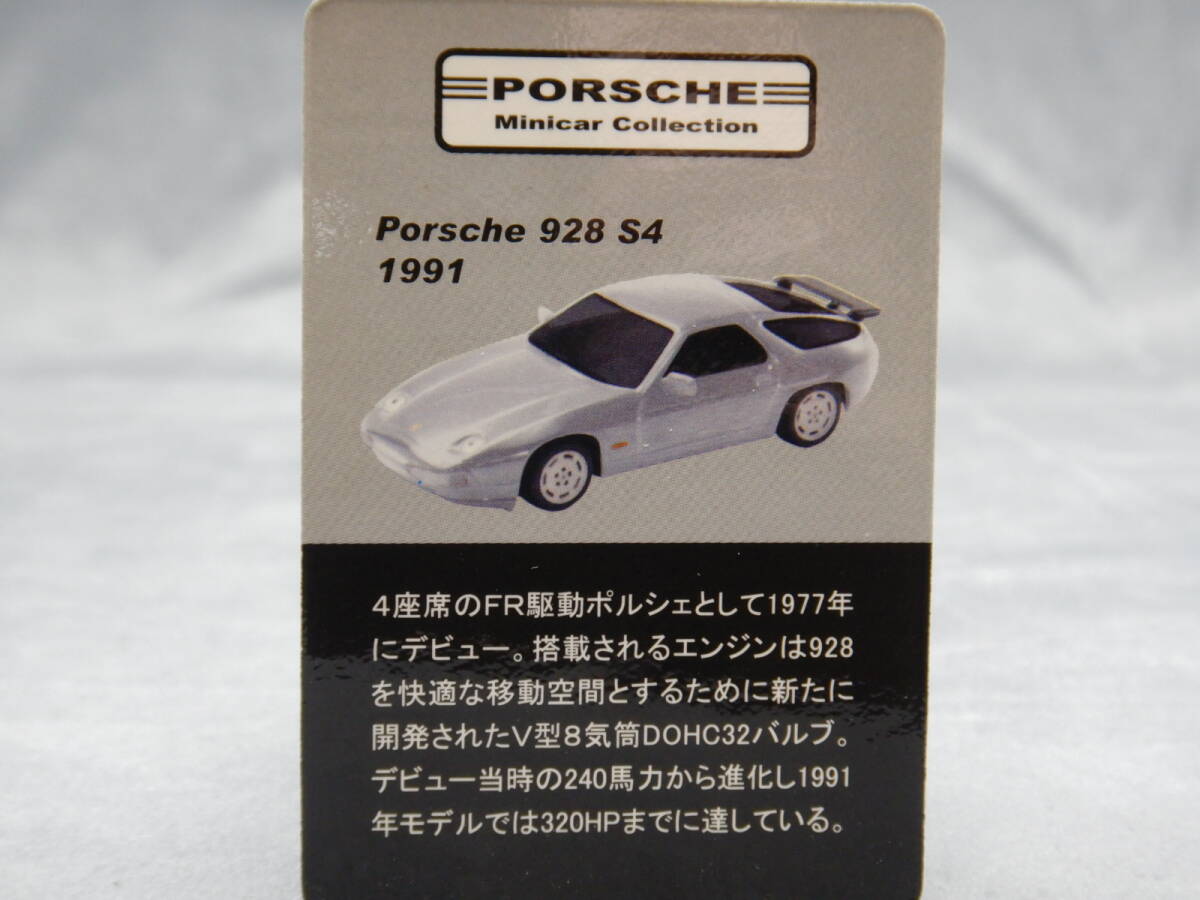 PORSCHE
Minicar Collection
Porsche 928 S4
1991
4座席のFR駆動ポルシェとして1977年
にデビュー。搭載されるエンジンは928
を快適な移動空間とするために新たに
開発されたV型8気筒DOHC32バルブ。
デビュー当時の240馬力から進化し1991
年モデルでは320HPまでに達している。